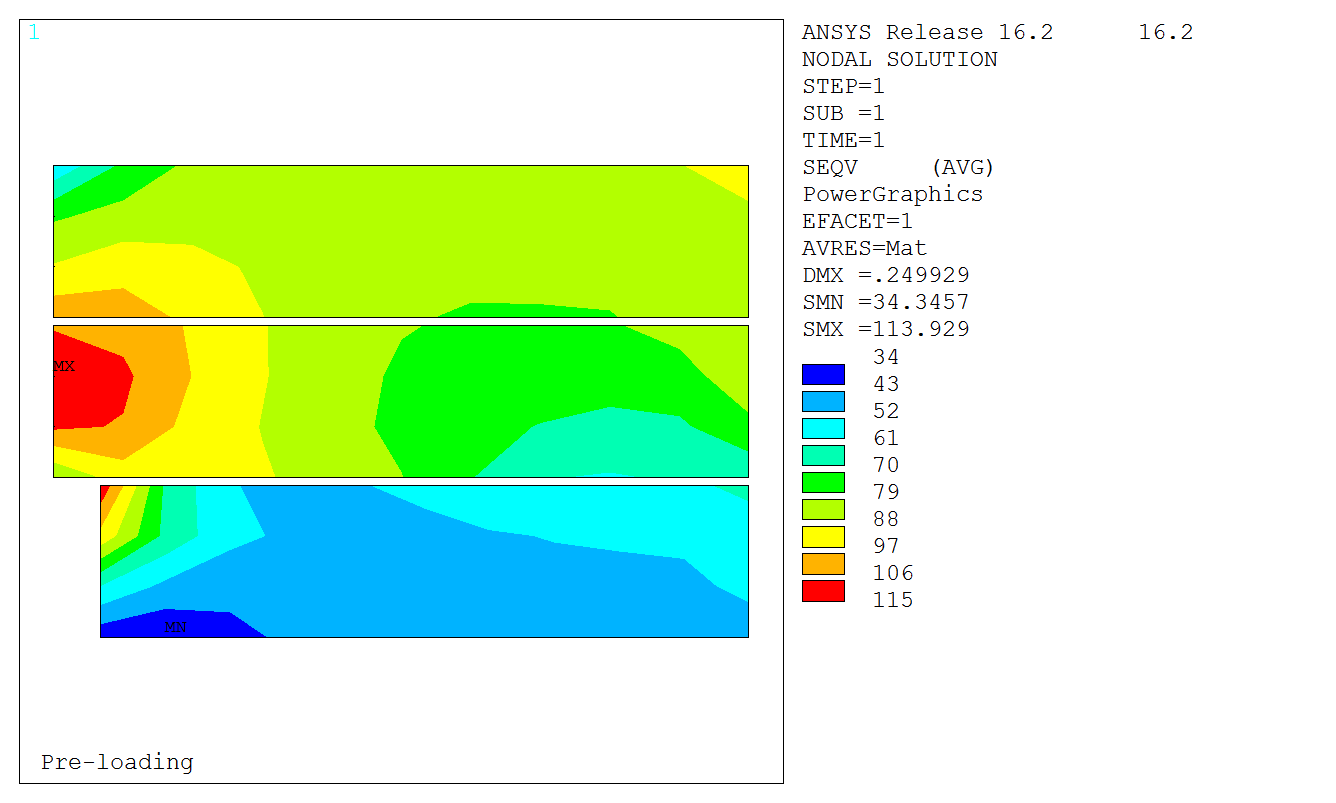 1
ANSYS Release 16.2      16.2
NODAL SOLUTION
STEP=1
SUB =1
TIME=1
SEQV     (AVG)
PowerGraphics
EFACET=1
AVRES=Mat
DMX =.249929
SMN =34.3457
SMX =113.929
34
43
52
61
70
79
88
97
106
115
MX
MN
Pre-loading